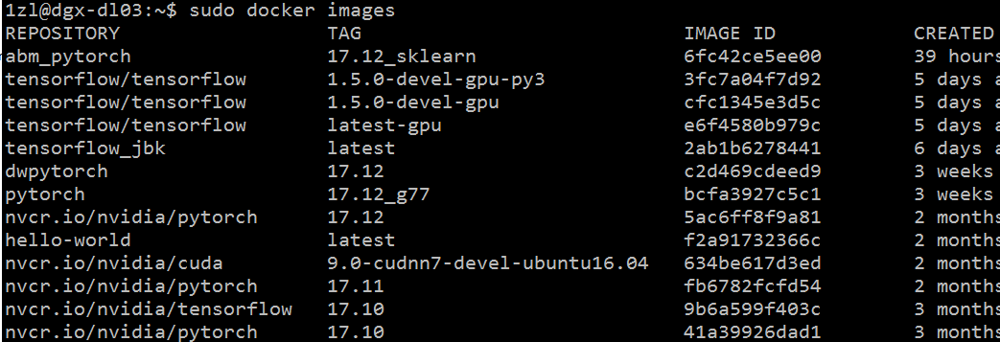 1zl@dgx-dl03:~$ sudo docker images
REPOSITORY TAG IMAGE ID CREATED
abm_pytorch 17.12_sklearn 6fc42ce5ee00 39 hours
tensorflow/tensorflow 1.5.0-devel-gpu-py3 3fc7a04f7d92 5 days a
tensorflow/tensorflow 1.5.0-devel-gpu cfc1345e3d5c 5 days a
tensorflow/tensorflow latest-gpu e6f4580b979c 5 days a
tensorflow_jbk latest 2ab1b6278441 6 days a
dwpytorch 17.12 c2d469cdeed9 3 weeks
pytorch 17.12_g77 bcfa3927c5c1 3 weeks
nvcr.io/nvidia/pytorch 17.12 5ac6ff8f9a81 2 months
hello-world latest f2a91732366c 2 months
nvcr.io/nvidia/cuda 9.0-cudnn7-devel-ubuntu16.04 634be617d3ed 2 months
nvcr.io/nvidia/pytorch 17.11 fb6782fcfd54 2 months
nvcr.io/nvidia/tensorflow 17.10 9b6a599f403c 3 months
nvcr.io/nvidia/pytorch 17.10 41a39926dad1 3 months